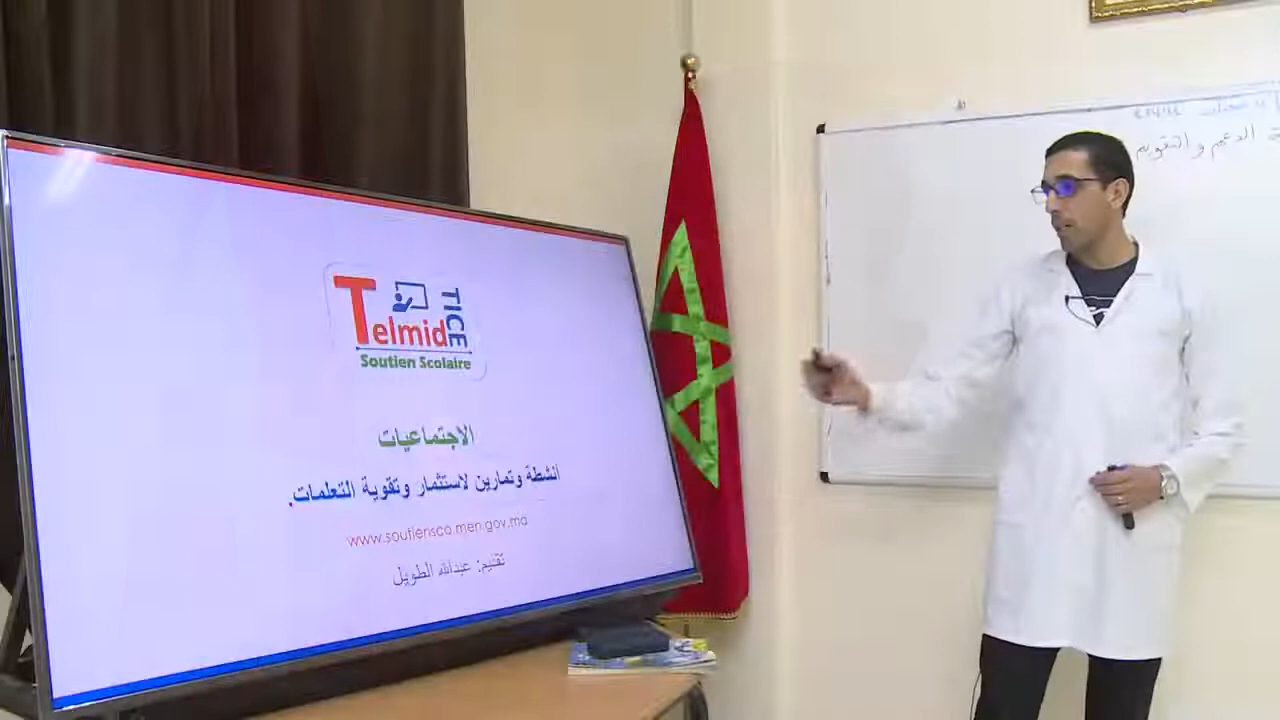 Telmid TICE
Soutien Scolaire
الاجتماعيات
أنشطة وتمارين لاستثمار وتقوية التعلمات.
www.soutiensco.men.gov.ma
تقديم: عبدالله الطويل
الدعم والتقويم